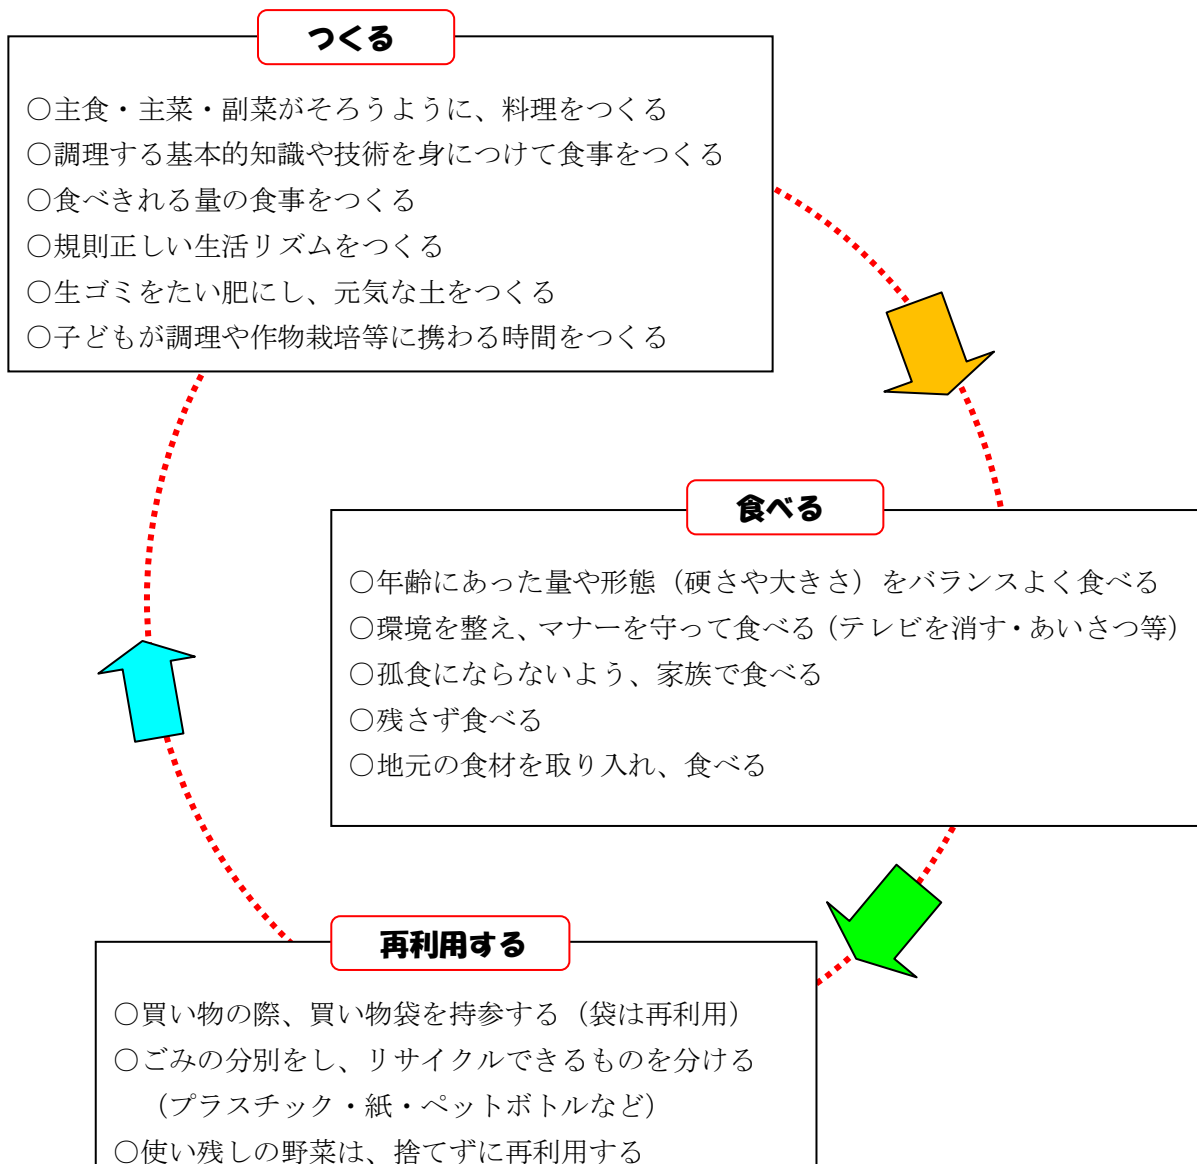 つくる
○主食・主菜・副菜がそろうように、料理をつくる
○調理する基本的知識や技術を身につけて食事をつくる
○食べきれる量の食事をつくる
○規則正しい生活リズムをつくる
○生ゴミをたい肥にし、元気な土をつくる
○子どもが調理や作物栽培等に携わる時間をつくる
食べる
○年齢にあった量や形態（硬さや大きさ）をバランスよく食べる
○環境を整え、マナーを守って食べる（テレビを消す・あいさつ等）
○孤食にならないよう、家族で食べる
○残さず食べる
○地元の食材を取り入れ、食べる
再利用する
○買い物の際、買い物袋を持参する（袋は再利用）
○ごみの分別をし、リサイクルできるものを分ける
（プラスチック・紙・ペットボトルなど）
○使い残しの野菜は、捨てずに再利用する